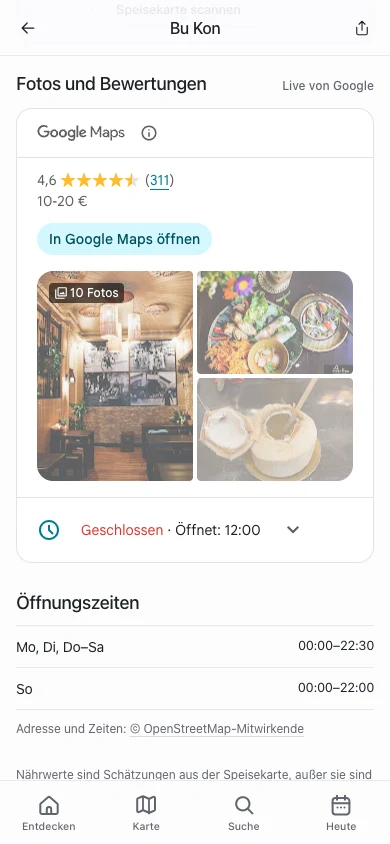 Speisekarte scannen
Bu Kon
Fotos und Bewertungen
Live von Google
Google Maps
4,6 (311)
10-20 €
In Google Maps öffnen
10 Fotos
Geschlossen · Öffnet: 12:00
Öffnungszeiten
Mo, Di, Do–Sa 00:00–22:30
So 00:00–22:00
Adresse und Zeiten: © OpenStreetMap-Mitwirkende
Nährwerte sind Schätzungen aus der Speisekarte, außer sie sind
Entdecken
Karte
Suche
Heute